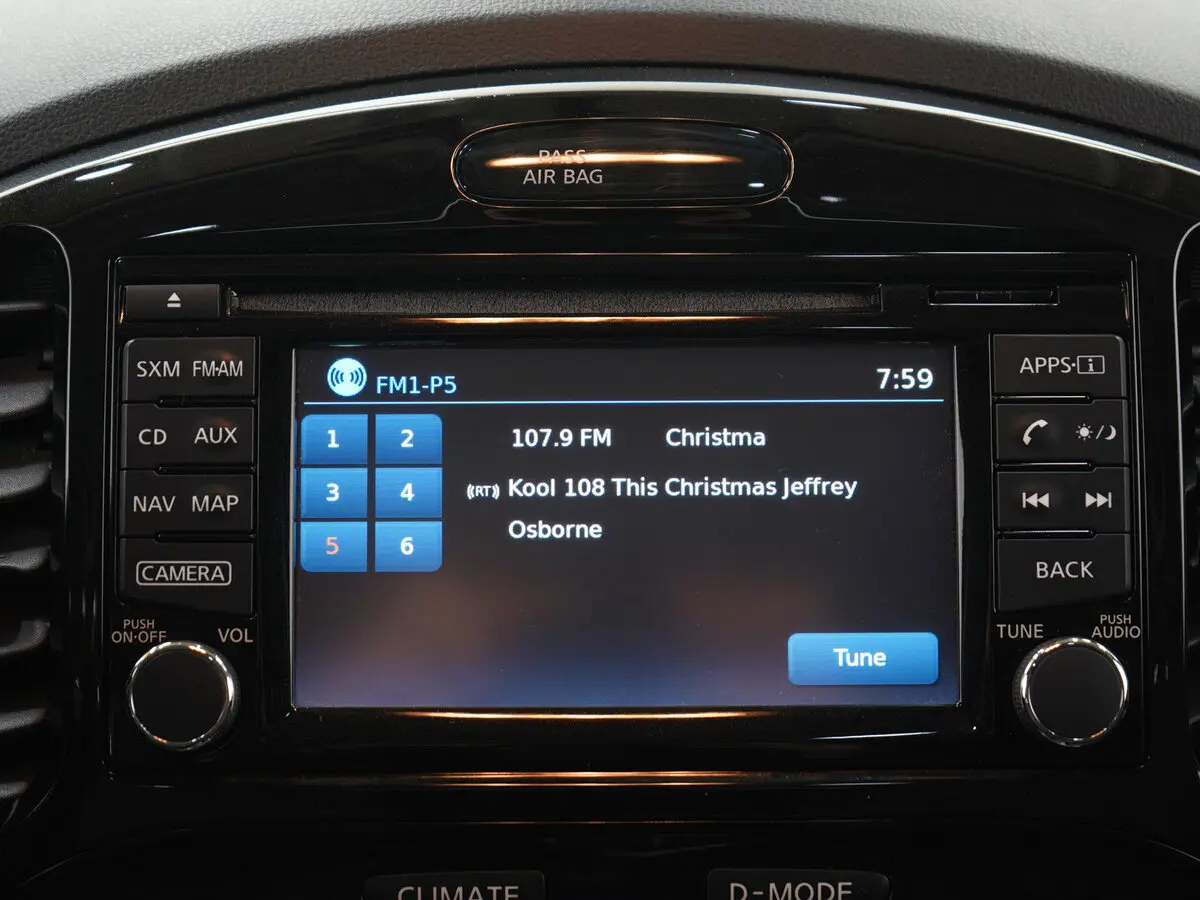 PASS
AIR BAG
SXM FM·AM
CD AUX
NAV MAP
CAMERA
PUSH
ON·OFF VOL
FM1-P5 7:59
1 2
3 4
5 6
107.9 FM Christma
((RT)) Kool 108 This Christmas Jeffrey
Osborne
Tune
APPS·i
BACK
TUNE PUSH
AUDIO
CLIMATE D-MODE